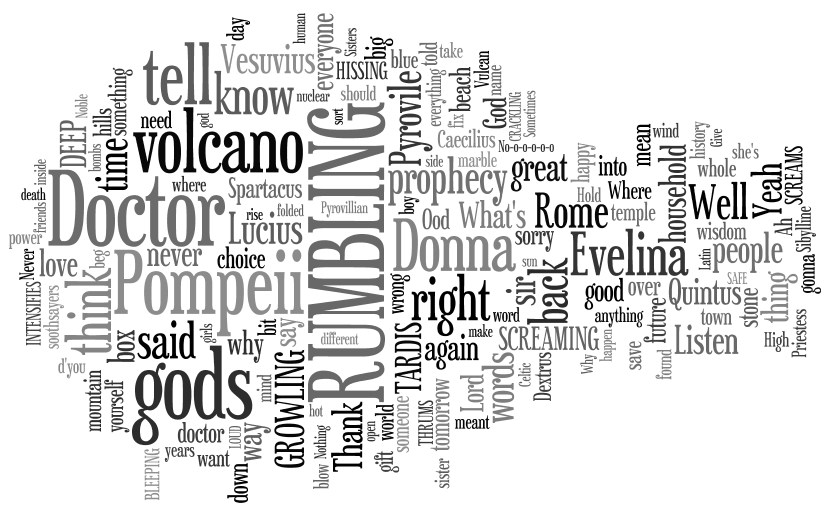 day
human
Sisters
big
everyone
told
take
Vesuvius
tell
know
HISSING
blue
nuclear
should
sort
Vulcan
name
beach
God
fix
everything
CRACKLING
Sometimes
Pyrovile
Caecilius
No-o-o-o-o-o
something
hills
Noble
DEEP
need
god
bombs
time
volcano
RUMBLING
side
marble
prophecy
great
happy
into
mean
wind
history
Give
whole
she's
household
Where
Hold
inside
death
friends
where
Spartacus
Pyrovillian
boy
Ood
What's
Rome
temple
Well
Yeah
SCREAMS
Doctor
rise
folded
Lucius
power
Never
love
beg
never
choice
Donna
sorry
sun
Evelina
wisdom
Latin
people
Ah
Sibylline
gonna
INTENSIFIES
soothsayers
think
Pompeii
wrong
right
word
sir
back
good
over
anything
SAFE
Quintus
town
stone
thing
girls
bit
say
different
make
SCREAMING
Why
happen
save
future
found
Listen
High
Priestess
d'you
box
said
why
TARDIS
again
words
Celtic
Dextrus
mountain
yourself
gods
mind
GROWLING
hot
Lord
meant
doctor
LOUD
way
Nothing
Thank
open
world
someone
THRUMS
tomorrow
BLEEPING
years
want
down
blow
gift
sister